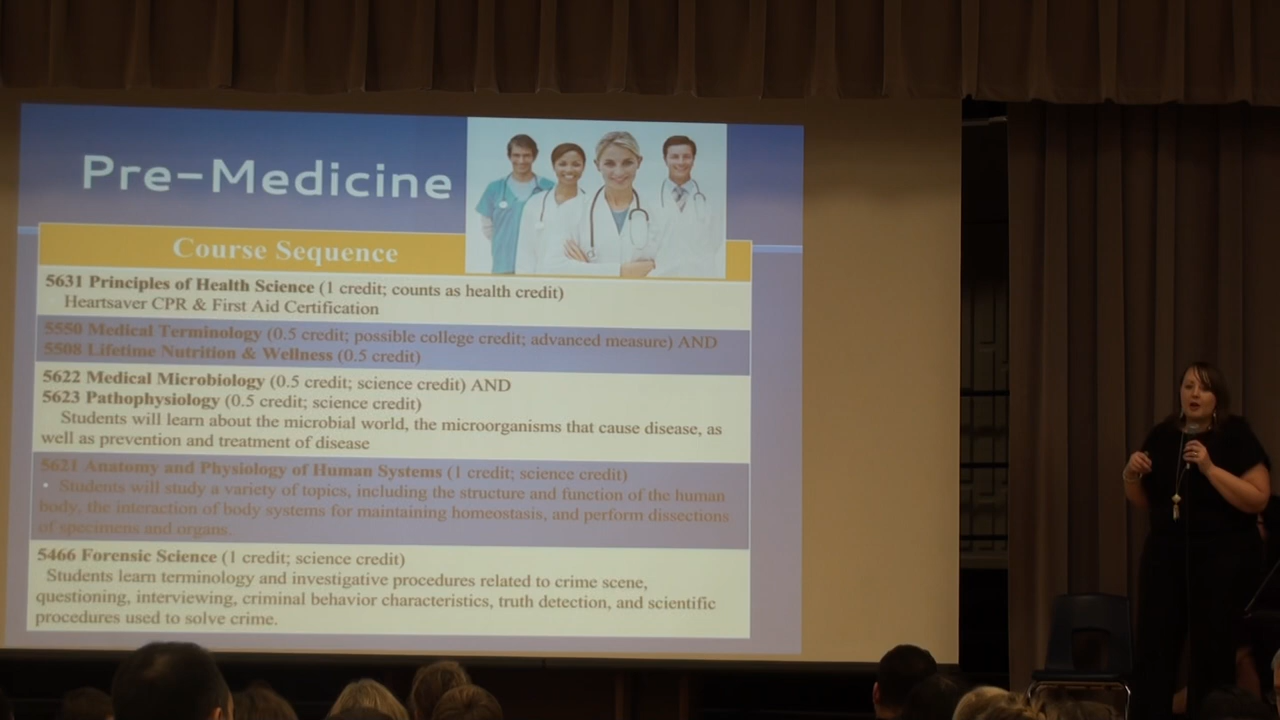 Pre-Medicine
Course Sequence
5631 Principles of Health Science (1 credit; counts as health credit)
Heartsaver CPR & First Aid Certification
5550 Medical Terminology (0.5 credit; possible college credit; advanced measure) AND
5508 Lifetime Nutrition & Wellness (0.5 credit)
5622 Medical Microbiology (0.5 credit; science credit) AND
5623 Pathophysiology (0.5 credit; science credit)
Students will learn about the microbial world, the microorganisms that cause disease, as
well as prevention and treatment of disease
5621 Anatomy and Physiology of Human Systems (1 credit; science credit)
• Students will study a variety of topics, including the structure and function of the human
body, the interaction of body systems for maintaining homeostasis, and perform dissections
of specimens and organs.
5466 Forensic Science (1 credit; science credit)
Students learn terminology and investigative procedures related to crime scene,
questioning, interviewing, criminal behavior characteristics, truth detection, and scientific
procedures used to solve crime.